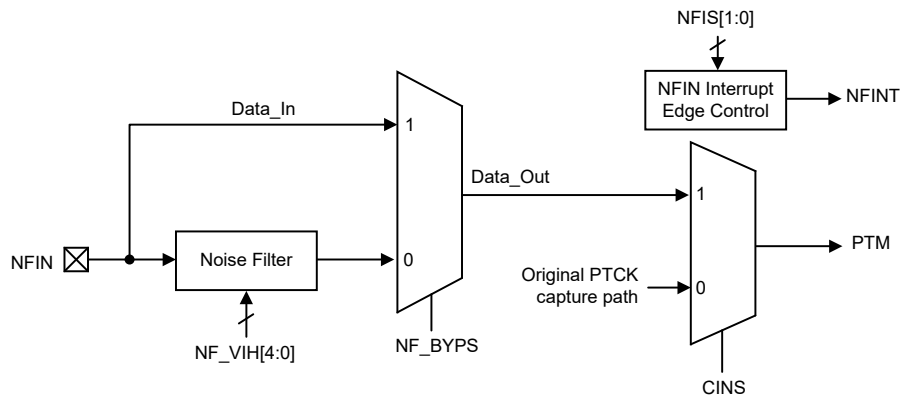 NFIS[1:0]
NFIN Interrupt
Edge Control
NFINT
Data_In
1
Data_Out
1
NFIN
Noise Filter
0
PTM
Original PTCK
capture path
0
NF_VIH[4:0]
NF_BYPS
CINS